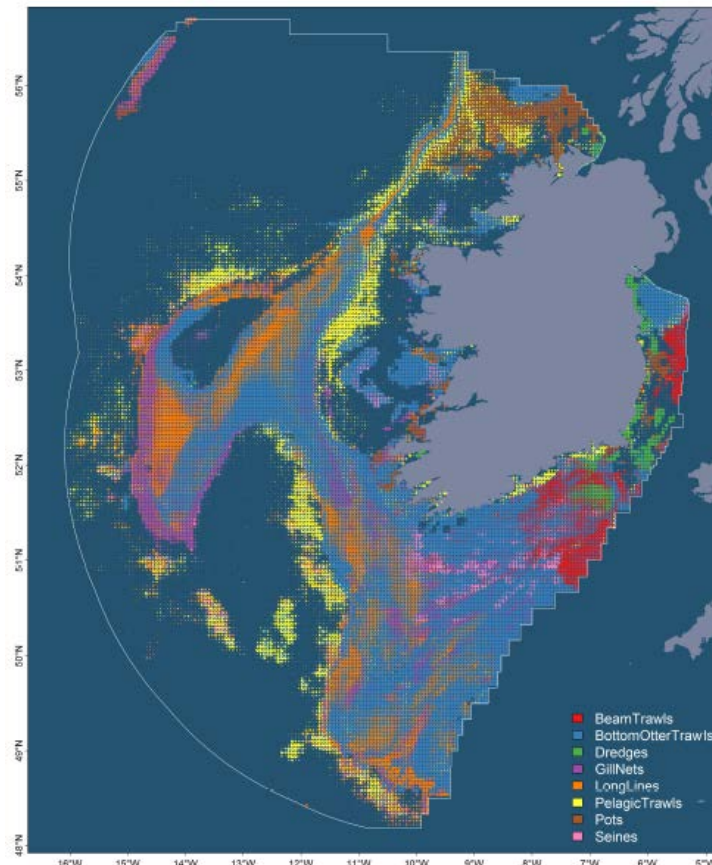 56°N
55°N
54°N
53°N
52°N
51°N
50°N
49°N
48°N
BeamTrawls
BottomOtterTrawls
Dredges
GillNets
LongLines
PelagicTrawls
Pots
Seines
16°W
15°W
14°W
13°W
12°W
11°W
10°W
9°W
8°W
7°W
6°W
5°W